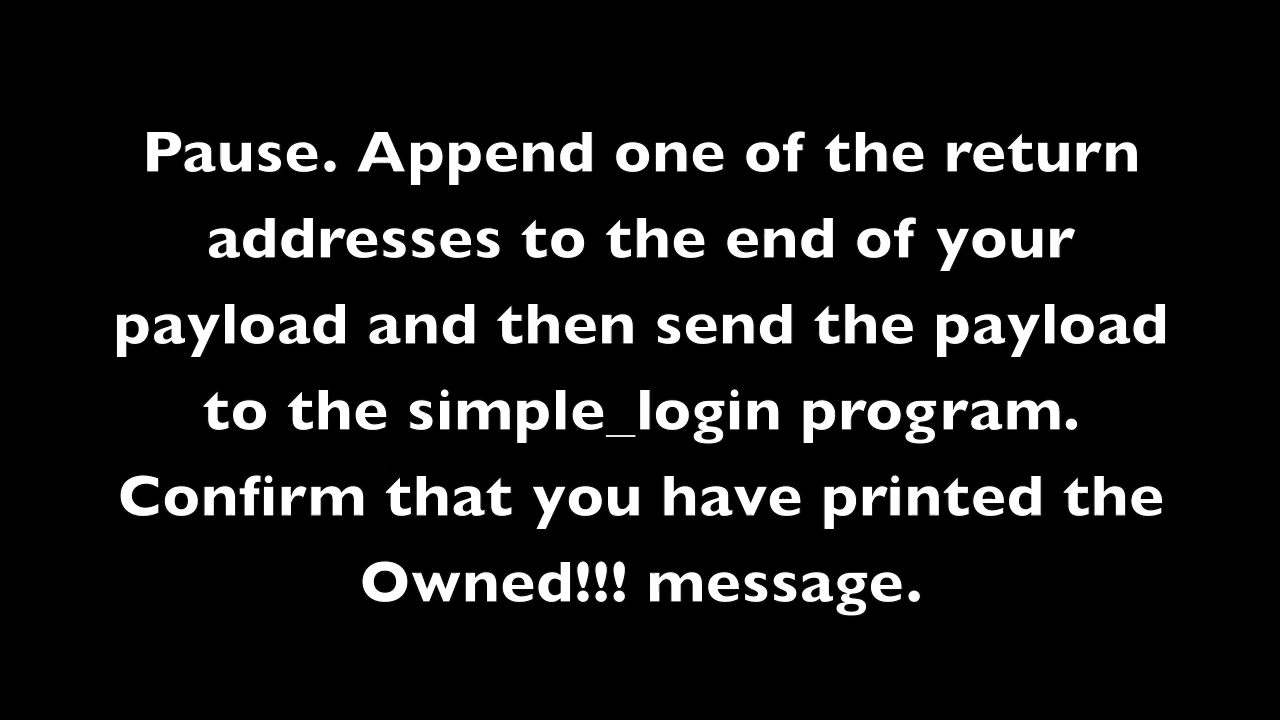 Pause. Append one of the return
addresses to the end of your
payload and then send the payload
to the simple_login program.
Confirm that you have printed the
Owned!!! message.